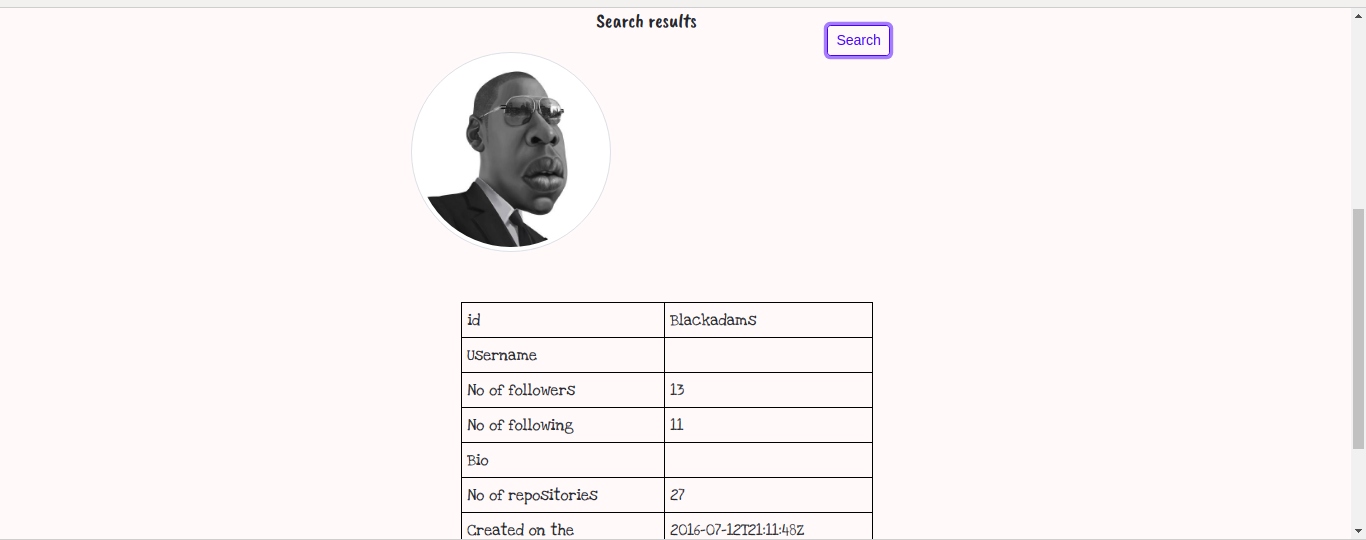 Search results
Search
id Blackadams
Username
No of followers 13
No of following 11
Bio
No of repositories 27
Created on the 2016-07-12T21:11:48Z